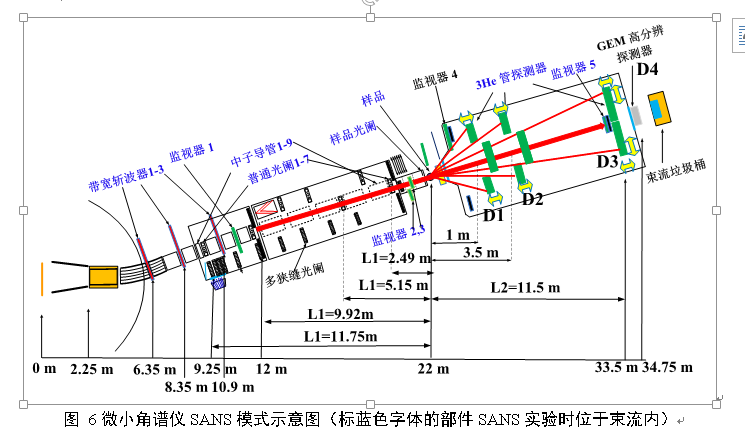 GEM 高分辨
探测器
D4
监视器 4
3He 管探测器
监视器 5
样品
样品光阑
监视器 1
中子导管1-9
普通光阑1-7
带宽斩波器1-3
束流垃圾桶
D3
D1
D2
监视器 2,3
多狭缝光阑
1 m
3.5 m
L1=2.49 m
L1=5.15 m
L2=11.5m
L1=9.92m
L1=11.75m
0 m
2.25 m
6.35 m
8.35 m
9.25 m
10.9 m
12 m
22 m
33.5 m
34.75 m
图 6 微小角谱仪 SANS 模式示意图（标蓝色字体的部件 SANS 实验时位于束流内）